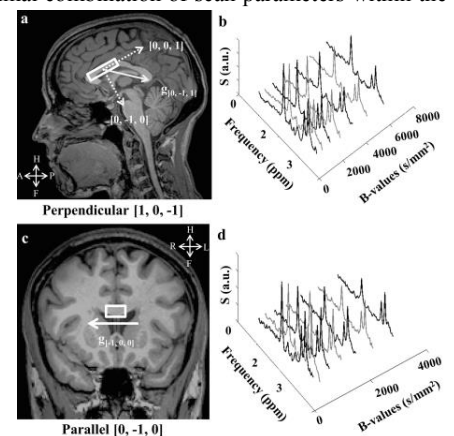 nal combination of scan parameters within the
a
[0, 0, 1]
g[0, -1, 1]
[0, -1, 0]
H
A P
F
Perpendicular [1, 0, -1]
b
S (a.u.)
0
Frequency (ppm)
2
3
0
2000
4000
6000
8000
B-values (s/mm²)
c
H
R L
F
g[-1, 0, 0]
Parallel [0, -1, 0]
d
S (a.u.)
0
Frequency (ppm)
2
3
0
2000
4000
B-values (s/mm²)